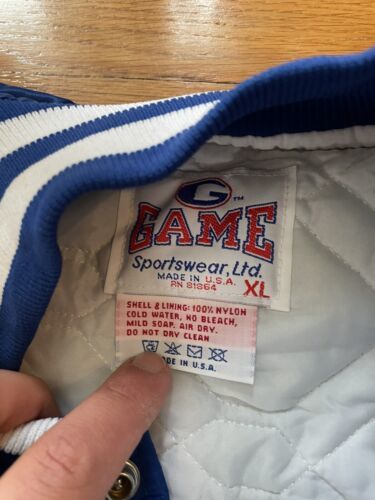 G™
GAME
Sportswear, Ltd.
MADE IN U.S.A.
RN 81864
XL
SHELL & LINING: 100% NYLON
COLD WATER, NO BLEACH,
MILD SOAP, AIR DRY.
DO NOT DRY CLEAN
DE IN U.S.A.